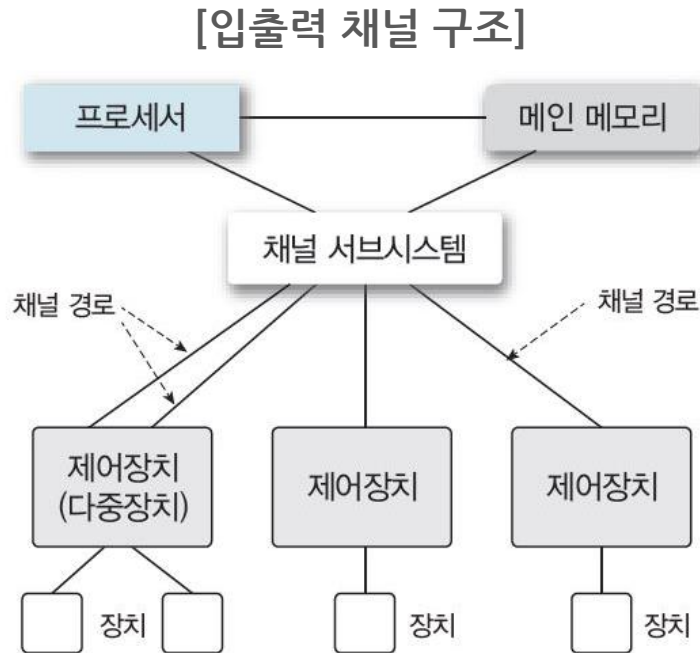 [입출력 채널 구조]
프로세서
메인 메모리
채널 서브시스템
채널 경로
채널 경로
제어장치
(다중장치)
제어장치
제어장치
장치
장치
장치